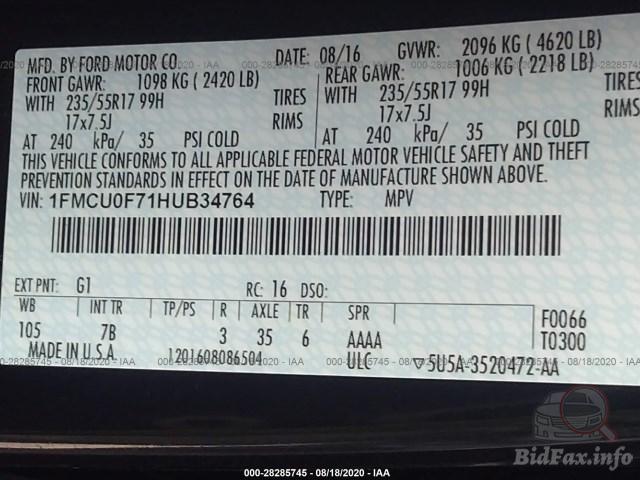 MFD. BY FORD MOTOR CO.
DATE: 08/16 GVWR: 2096 KG ( 4620 LB)
FRONT GAWR: 1098 KG ( 2420 LB) REAR GAWR: 1006 KG ( 2218 LB)
WITH 235/55R17 99H TIRES WITH 235/55R17 99H TIRES
17x7.5J RIMS 17x7.5J RIMS
AT 240 kPa/ 35 PSI COLD AT 240 kPa/ 35 PSI COLD
THIS VEHICLE CONFORMS TO ALL APPLICABLE FEDERAL MOTOR VEHICLE SAFETY AND THEFT
PREVENTION STANDARDS IN EFFECT ON THE DATE OF MANUFACTURE SHOWN ABOVE.
VIN: 1FMCU0F71HUB34764 TYPE: MPV
EXT PNT: G1 RC: 16 DSO:
WB INT TR TP/PS R AXLE TR SPR F0066
105 7B 3 35 6 AAAA T0300
MADE IN U.S.A. 1201608086504 ULC ▽5U5A-3520472-AA
000-28285745 - 08/18/2020 - IAA
BidFax.info